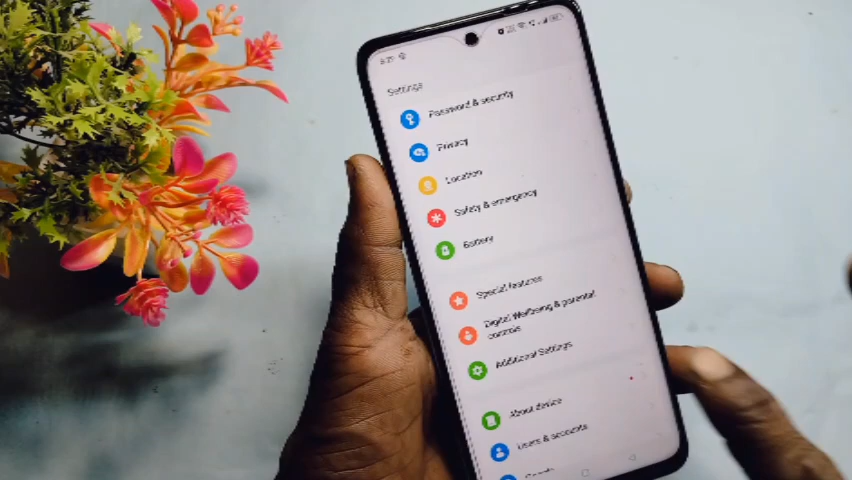 Settings
Password & security
Privacy
Location
Safety & emergency
Battery
Special features
Digital Wellbeing & parental
controls
Additional Settings
About device
Users & accounts